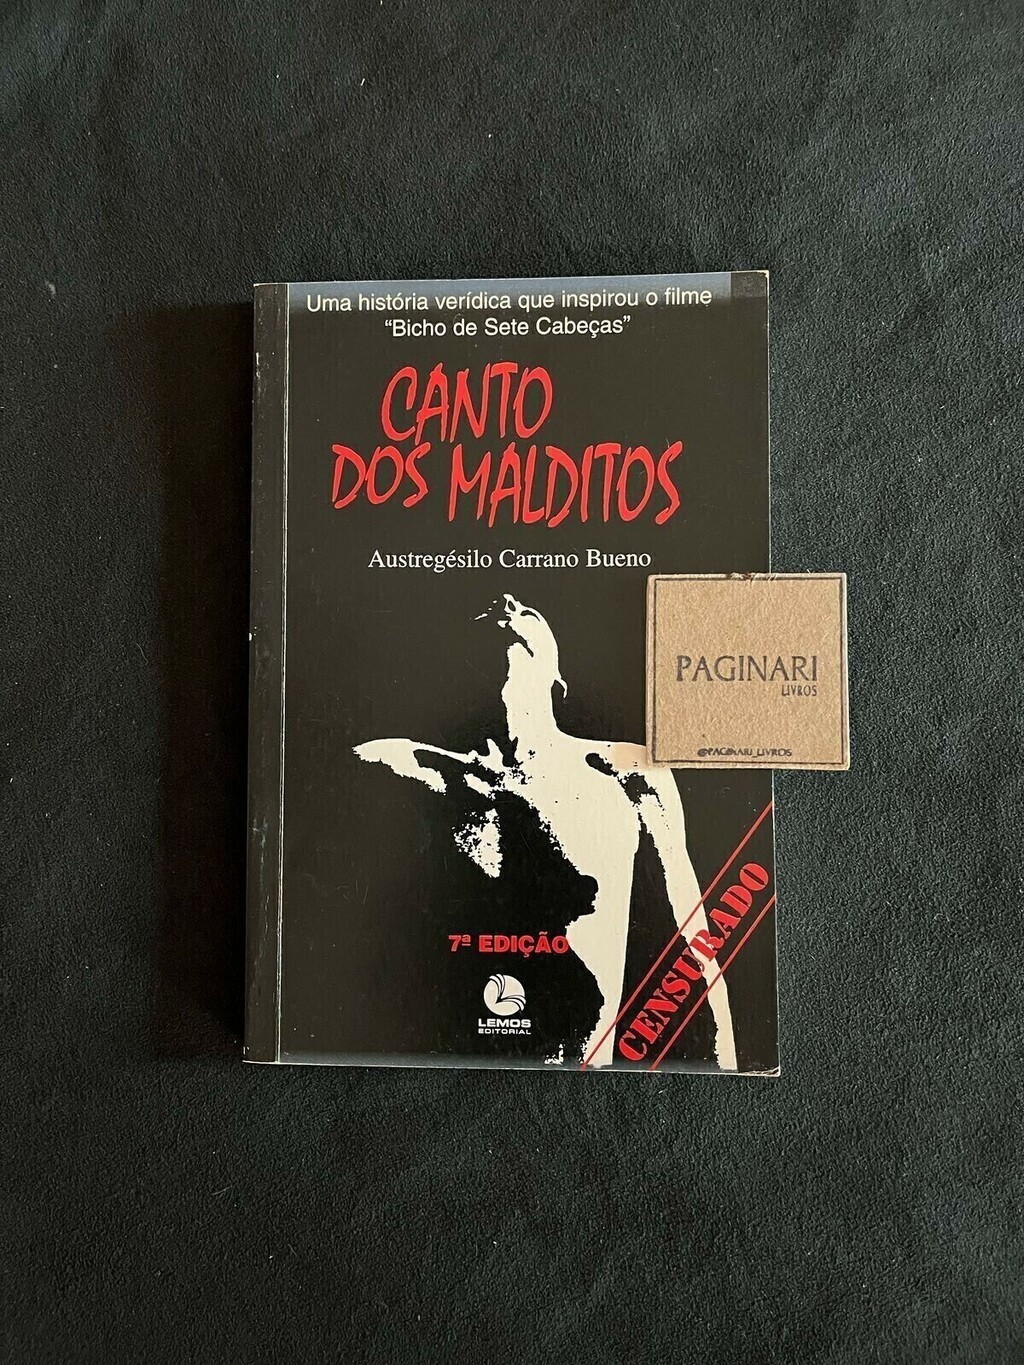 Uma história verídica que inspirou o filme
“Bicho de Sete Cabeças”
CANTO
DOS MALDITOS
Austregésilo Carrano Bueno
PAGINARI
LIVROS
@PAGINARI_LIVROS
7ª EDIÇÃO
LEMOS
EDITORIAL
CENSURADO